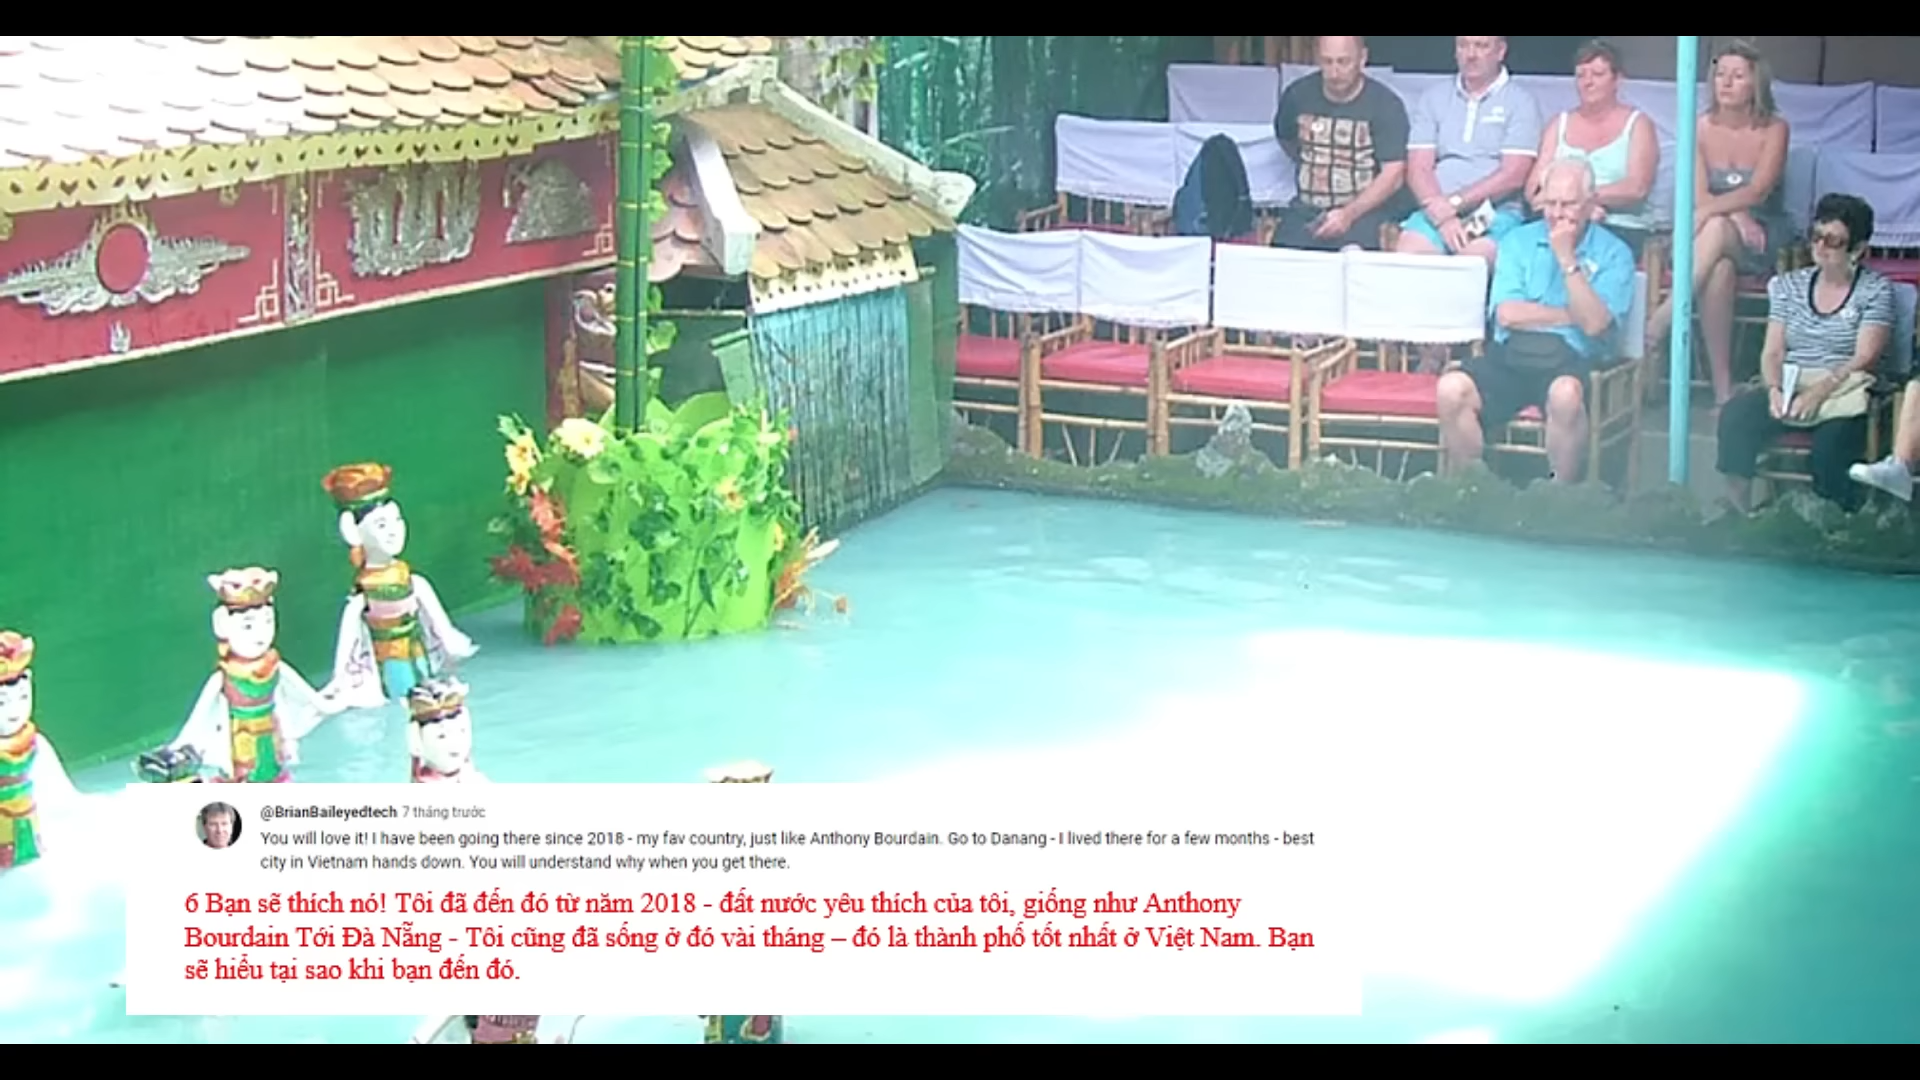 @BrianBaileyedtech 7 tháng trước
You will love it! I have been going there since 2018 - my fav country, just like Anthony Bourdain. Go to Danang - I lived there for a few months - best
city in Vietnam hands down. You will understand why when you get there.
6 Bạn sẽ thích nó! Tôi đã đến đó từ năm 2018 - đất nước yêu thích của tôi, giống như Anthony
Bourdain Tới Đà Nẵng - Tôi cũng đã sống ở đó vài tháng – đó là thành phố tốt nhất ở Việt Nam. Bạn
sẽ hiểu tại sao khi bạn đến đó.